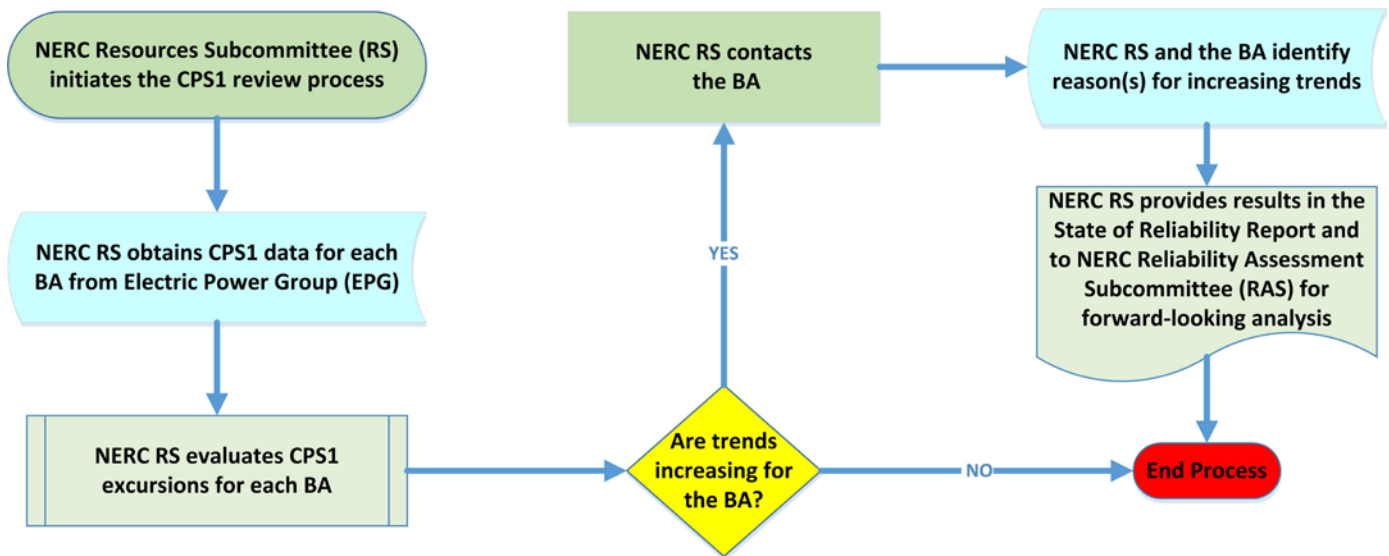 NERC Resources Subcommittee (RS)
initiates the CPS1 review process
NERC RS obtains CPS1 data for each
BA from Electric Power Group (EPG)
NERC RS evaluates CPS1
excursions for each BA
Are trends
increasing for
the BA?
YES
NERC RS contacts
the BA
NERC RS and the BA identify
reason(s) for increasing trends
NERC RS provides results in the
State of Reliability Report and
to NERC Reliability Assessment
Subcommittee (RAS) for
forward-looking analysis
NO
End Process